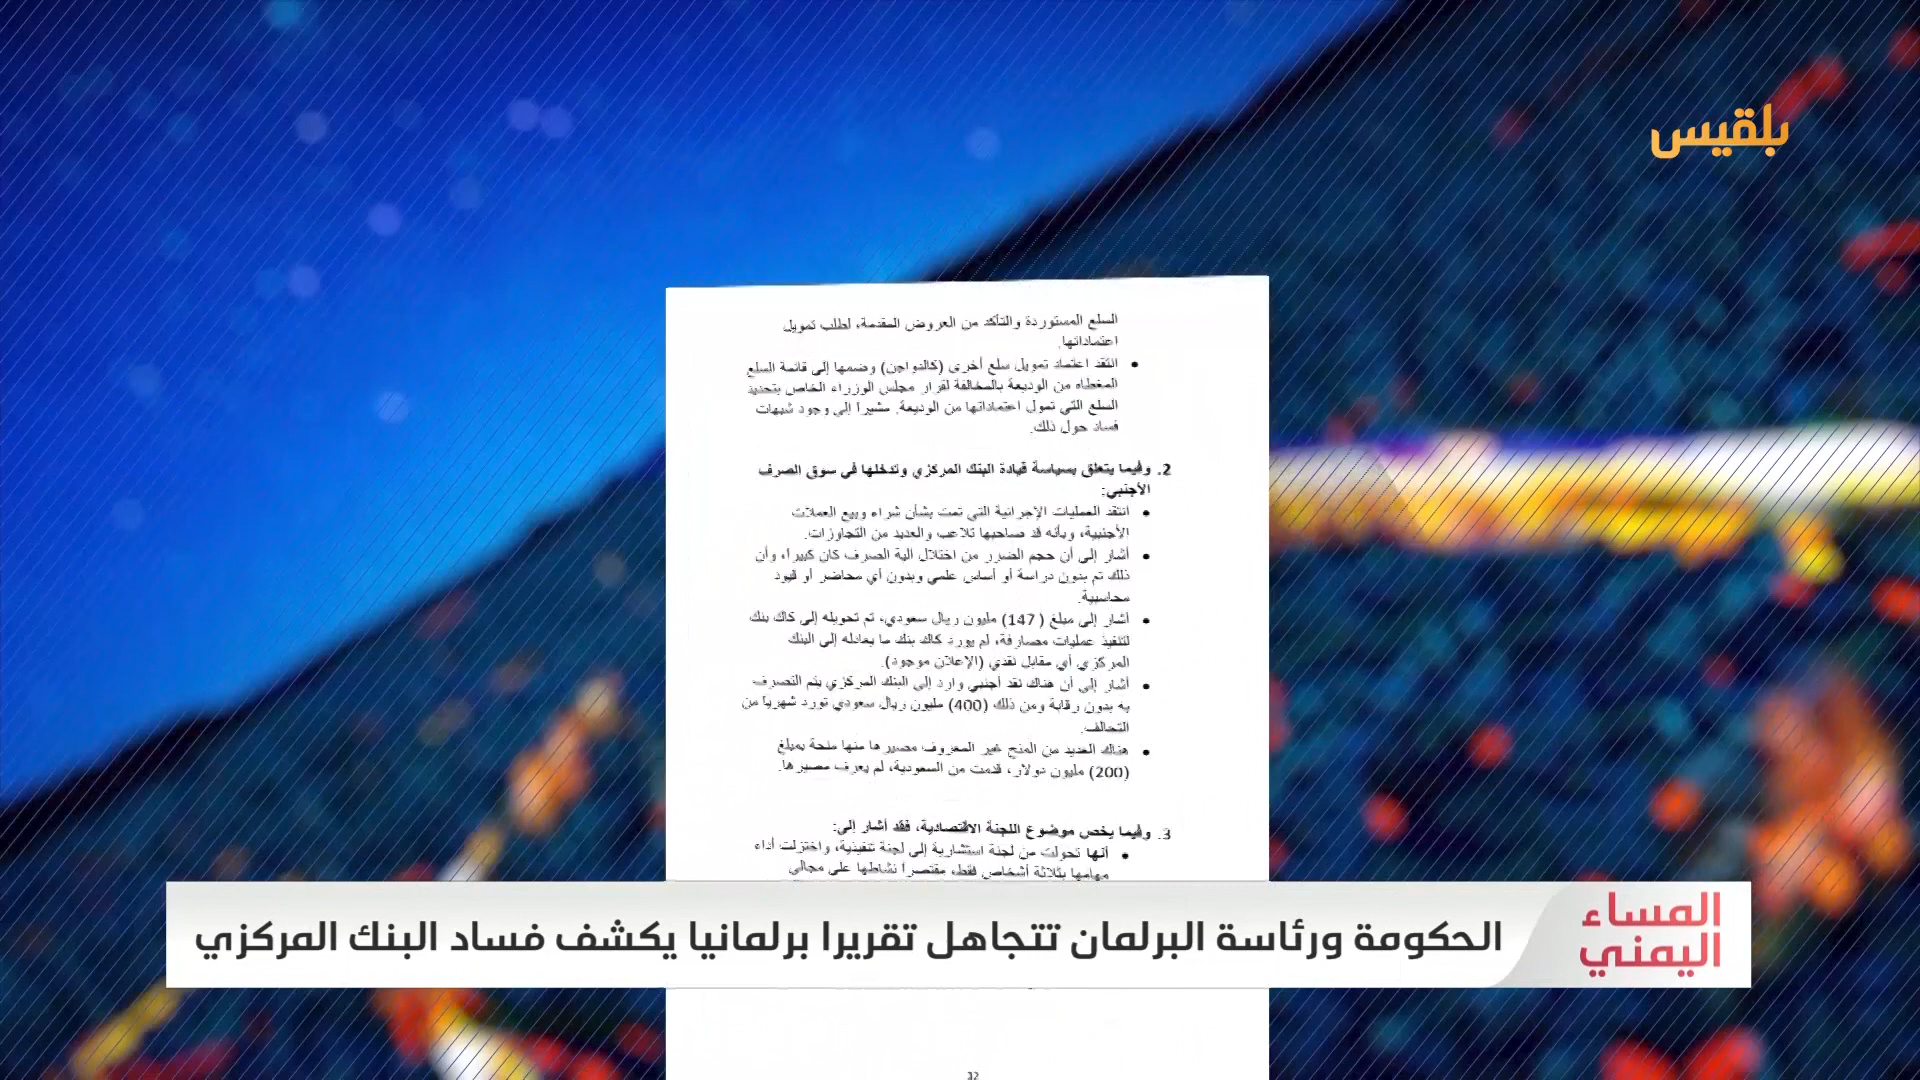 بلقيس
السلع المستوردة والتأكد من العروض المقدمة، لطلب تمويل
اعتماداتها.
• انتقد اعتماد تمويل سلع أخرى (كالدواجن) وضمها إلى قائمة السلع
المغطاه من الوديعة بالمخالفة لقرار مجلس الوزراء الخاص بتحديد
السلع التي تمول اعتماداتها من الوديعة. مشيرا إلى وجود شبهات
فساد حول ذلك.
2. وفيما يتعلق بسياسة قيادة البنك المركزي وتدخلها في سوق الصرف
الأجنبي:
• انتقد العمليات الإجرائية التي تمت بشأن شراء وبيع العملات
الأجنبية، وبأنه قد صاحبها تلاعب والعديد من التجاوزات.
• أشار إلى أن حجم الضرر من اختلال الية الصرف كان كبيرا، وأن
ذلك تم بدون دراسة أو أساس علمي وبدون أي محاضر أو قيود
محاسبية.
• أشار إلى مبلغ (147) مليون ريال سعودي، تم تحويله إلى كاك بنك
لتنفيذ عمليات مصارفة، لم يورد كاك بنك ما يعادله إلى البنك
المركزي أي مقابل نقدي (الإعلان موجود).
• أشار إلى أن هناك نقد أجنبي وارد إلى البنك المركزي يتم التصرف
به بدون رقابة ومن ذلك (400) مليون ريال سعودي تورد شهرياً من
التحالف.
• هناك العديد من المنح غير المعروف مصيرها منها منحة بمبلغ
(200) مليون دولار، قدمت من السعودية، لم يعرف مصيرها.
3. وفيما يخص موضوع اللجنة الاقتصادية، فقد أشار إلى:
• أنها تحولت من لجنة استشارية إلى لجنة تنفيذية، واختزلت أداء
مهامها بثلاثة أشخاص فقط، مقتصراً نشاطها على مجالي
المساء
اليمني
الحكومة ورئاسة البرلمان تتجاهل تقريرا برلمانيا يكشف فساد البنك المركزي
12